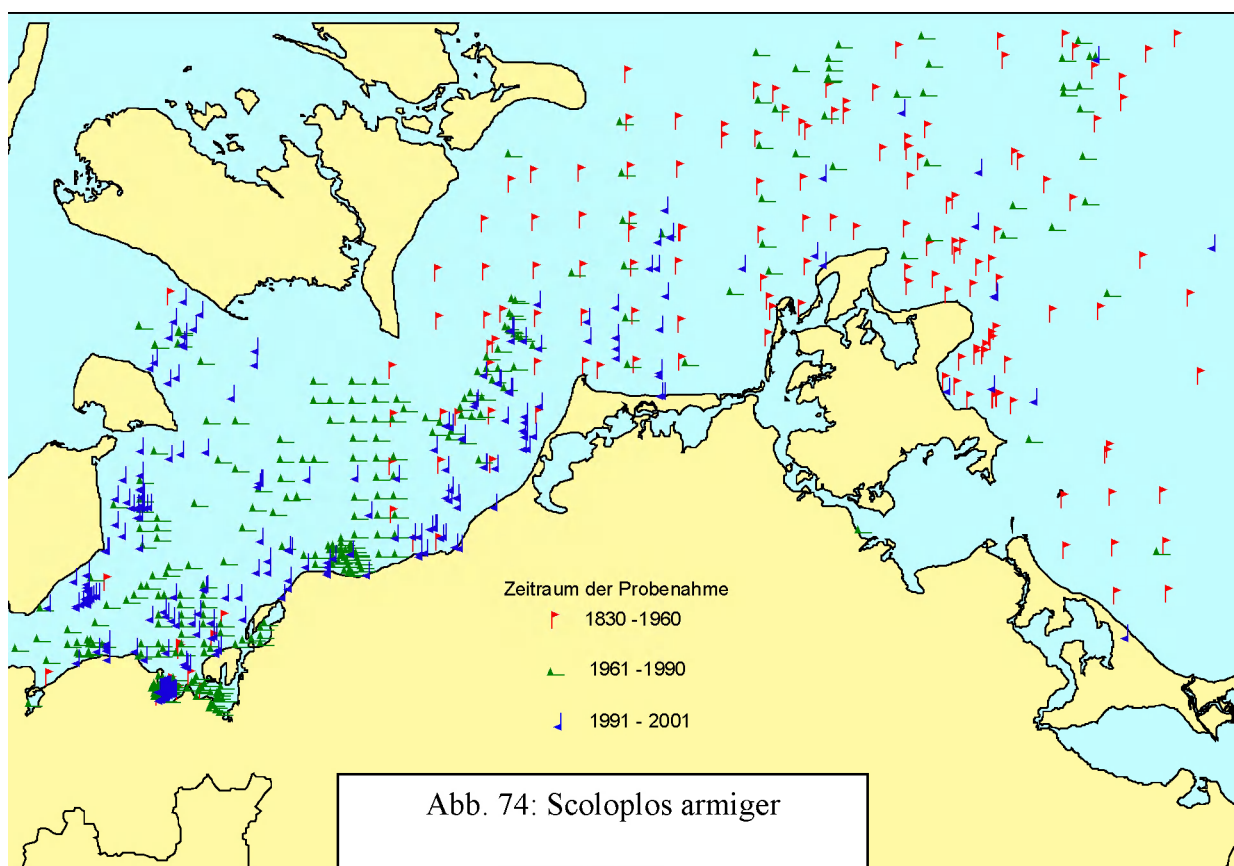 Zeitraum der Probenahme
1830 -1960
1961 -1990
1991 - 2001
Abb. 74: Scoloplos armiger